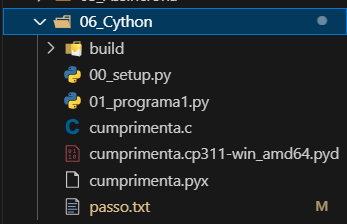 06_Cython
build
00_setup.py
01_programa1.py
cumprimenta.c
cumprimenta.cp311-win_amd64.pyd
cumprimenta.pyx
passo.txt M